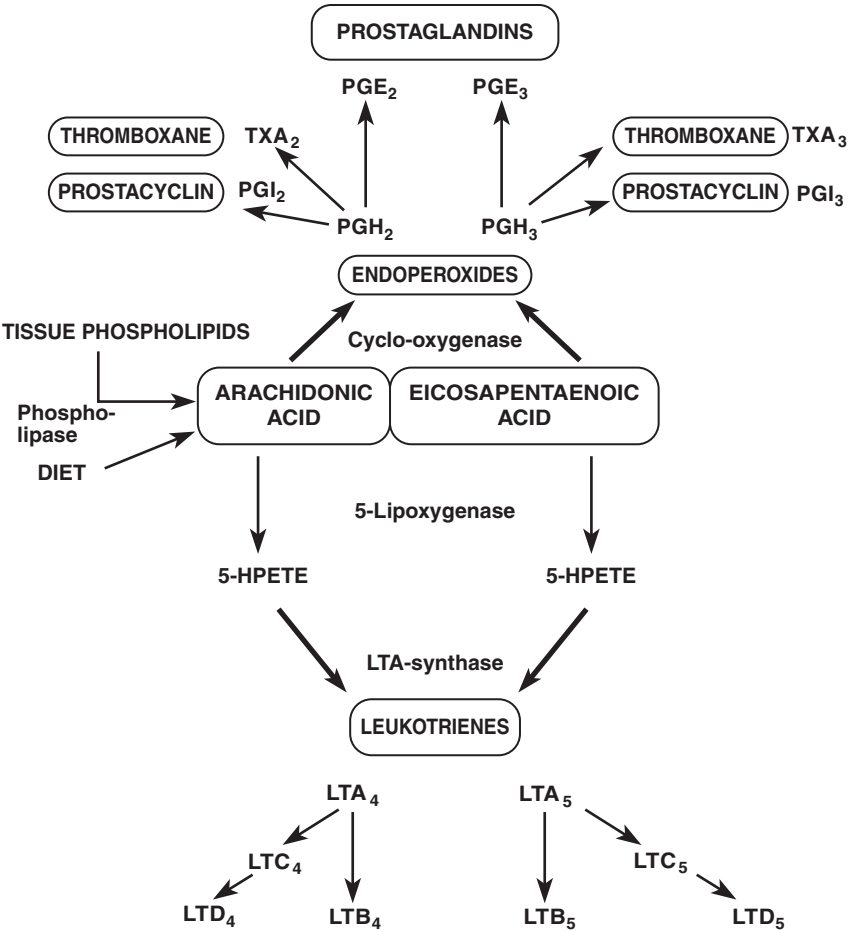 PROSTAGLANDINS
PGE₂ PGE₃
THROMBOXANE TXA₂ THROMBOXANE TXA₃
PROSTACYCLIN PGI₂ PROSTACYCLIN PGI₃
PGH₂ PGH₃
ENDOPEROXIDES
TISSUE PHOSPHOLIPIDS
Cyclo-oxygenase
ARACHIDONIC
ACID
EICOSAPENTAENOIC
ACID
Phospho-
lipase
DIET
5-Lipoxygenase
5-HPETE 5-HPETE
LTA-synthase
LEUKOTRIENES
LTA₄ LTA₅
LTC₄ LTC₅
LTD₄ LTB₄ LTB₅ LTD₅